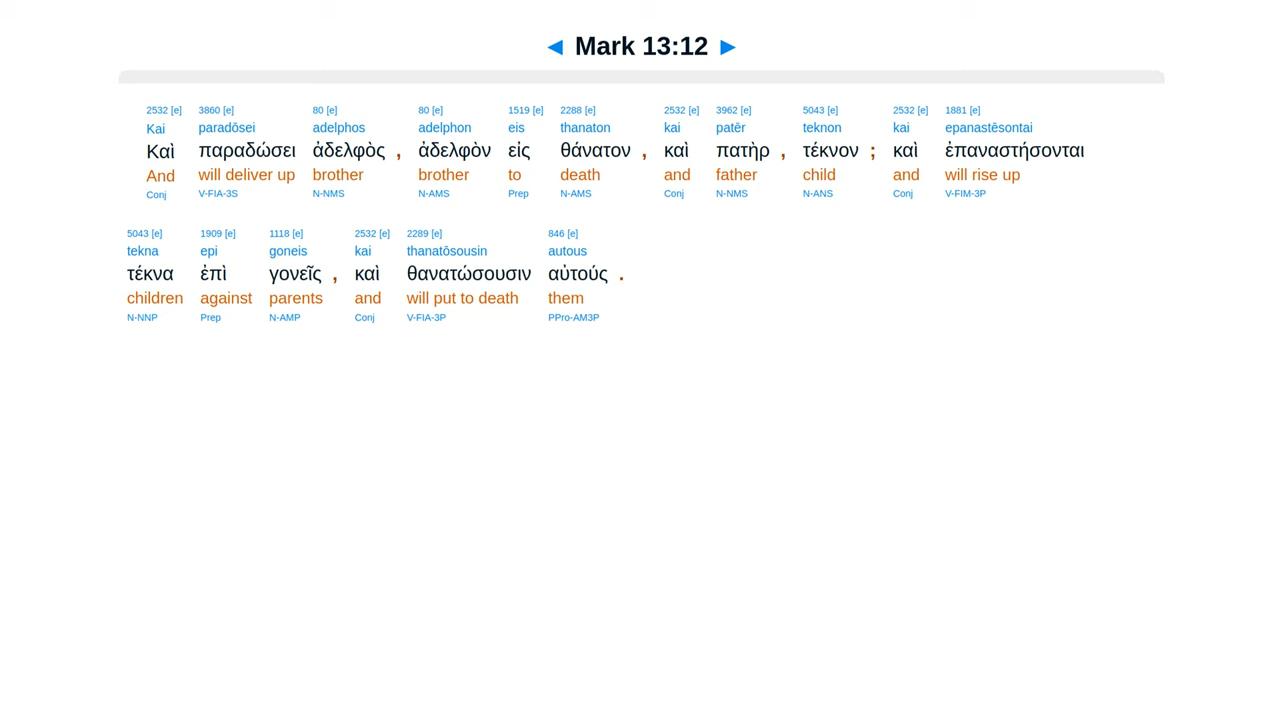 ◄ Mark 13:12 ►
2532 [e] 3860 [e] 80 [e] 80 [e] 1519 [e] 2288 [e] 2532 [e] 3962 [e] 5043 [e] 2532 [e] 1881 [e]
Kai paradōsei adelphos adelphon eis thanaton kai patēr teknon kai epanastēsontai
Καὶ παραδώσει ἀδελφὸς , ἀδελφὸν εἰς θάνατον , καὶ πατὴρ , τέκνον ; καὶ ἐπαναστήσονται
And will deliver up brother brother to death and father child and will rise up
Conj V-FIA-3S N-NMS N-AMS Prep N-AMS Conj N-NMS N-ANS Conj V-FIM-3P
5043 [e] 1909 [e] 1118 [e] 2532 [e] 2289 [e] 846 [e]
tekna epi goneis kai thanatōsousin autous
τέκνα ἐπὶ γονεῖς , καὶ θανατώσουσιν αὐτούς .
children against parents and will put to death them
N-NNP Prep N-AMP Conj V-FIA-3P PPro-AM3P